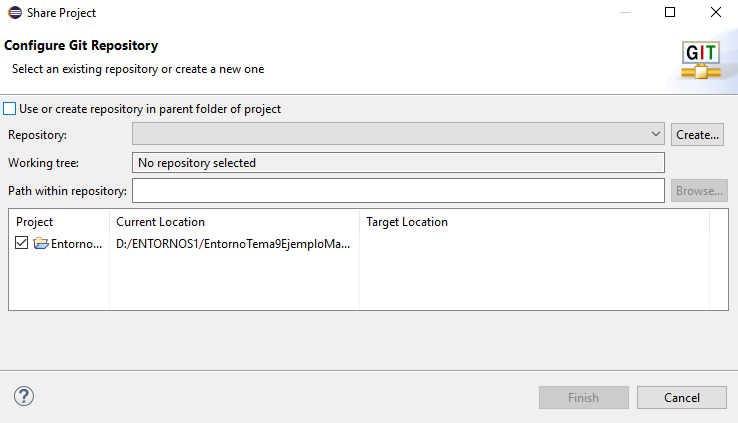 Share Project
Configure Git Repository
Select an existing repository or create a new one
GIT
Use or create repository in parent folder of project
Repository:
Create...
Working tree: No repository selected
Path within repository:
Browse...
Project Current Location Target Location
Entorno... D:/ENTORNOS1/EntornoTema9EjemploMa...
?
Finish Cancel